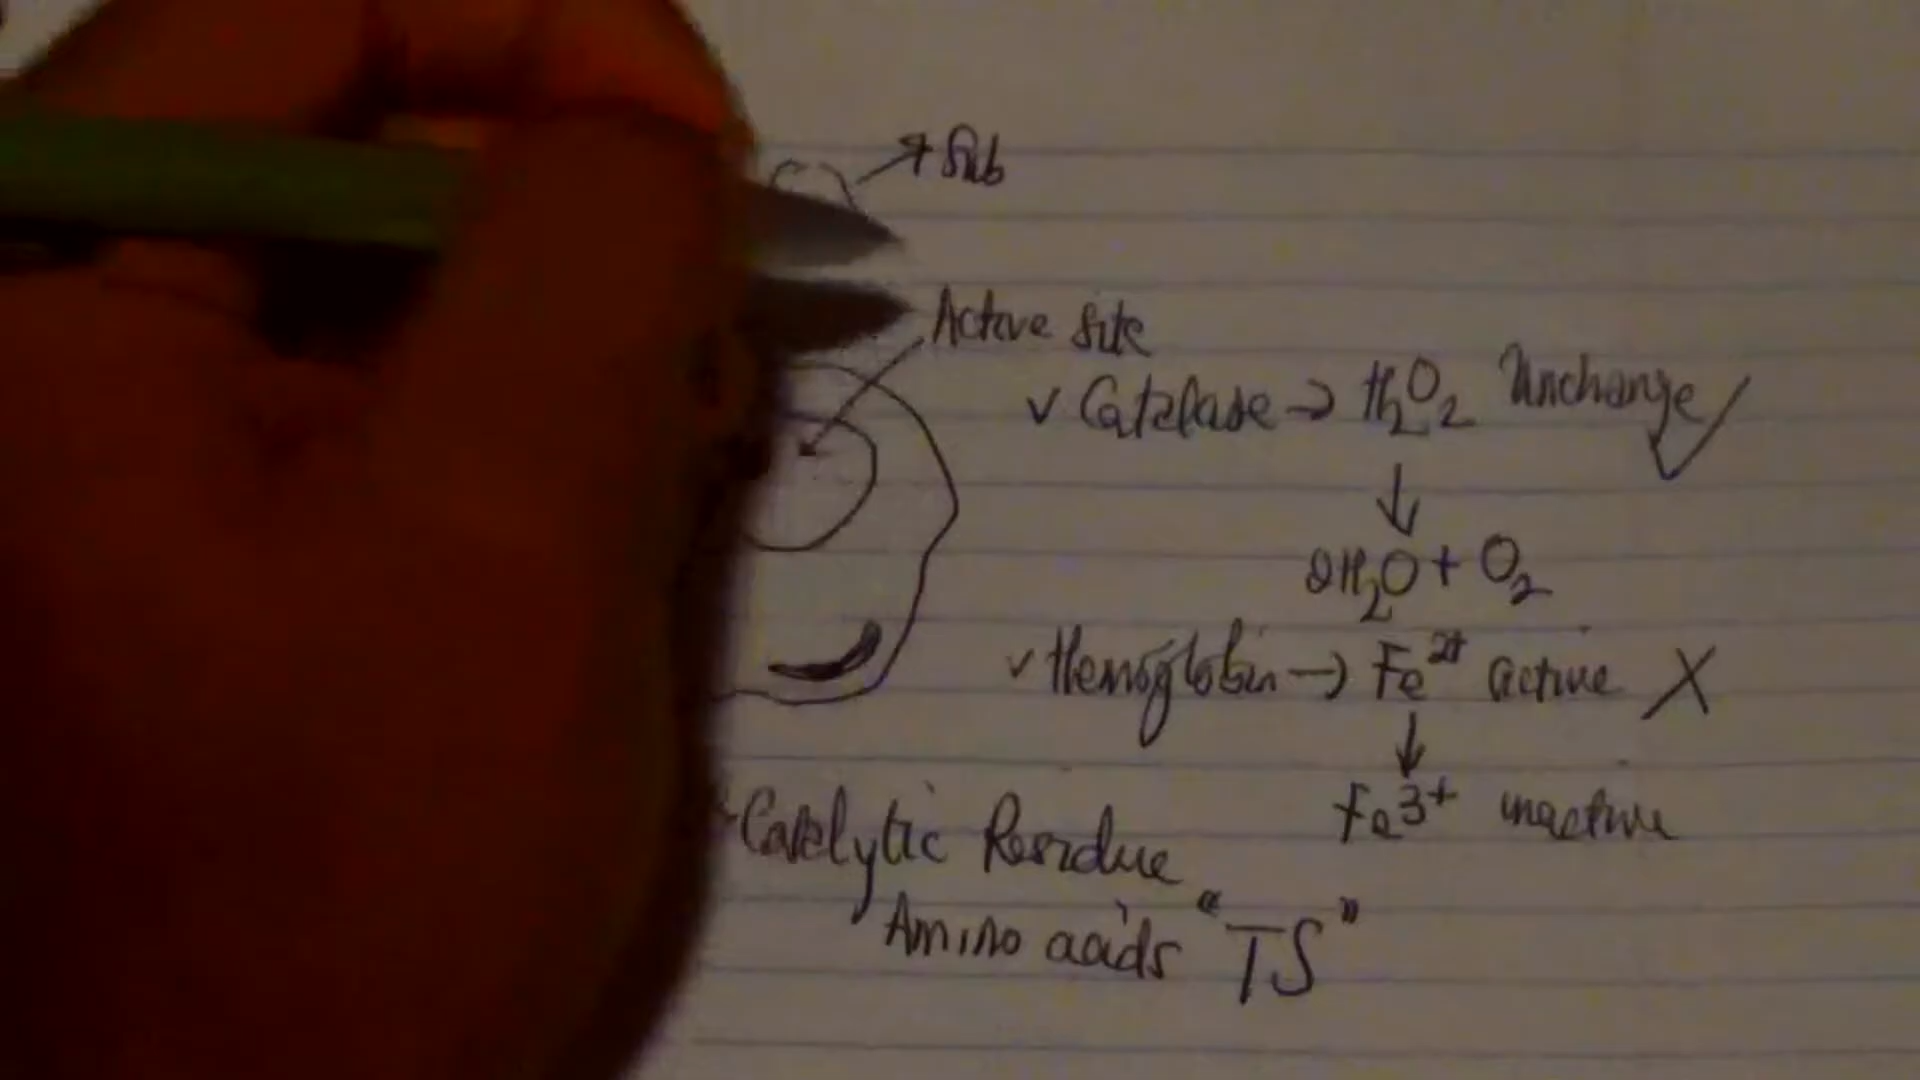 Sub
Active site
✓ Catalase → H₂O₂ Unchange ✓
↓
2H₂O + O₂
✓ Hemoglobin → Fe²⁺ active X
↓
Fe³⁺ inactive
Catalytic Residue
Amino acids "TS"